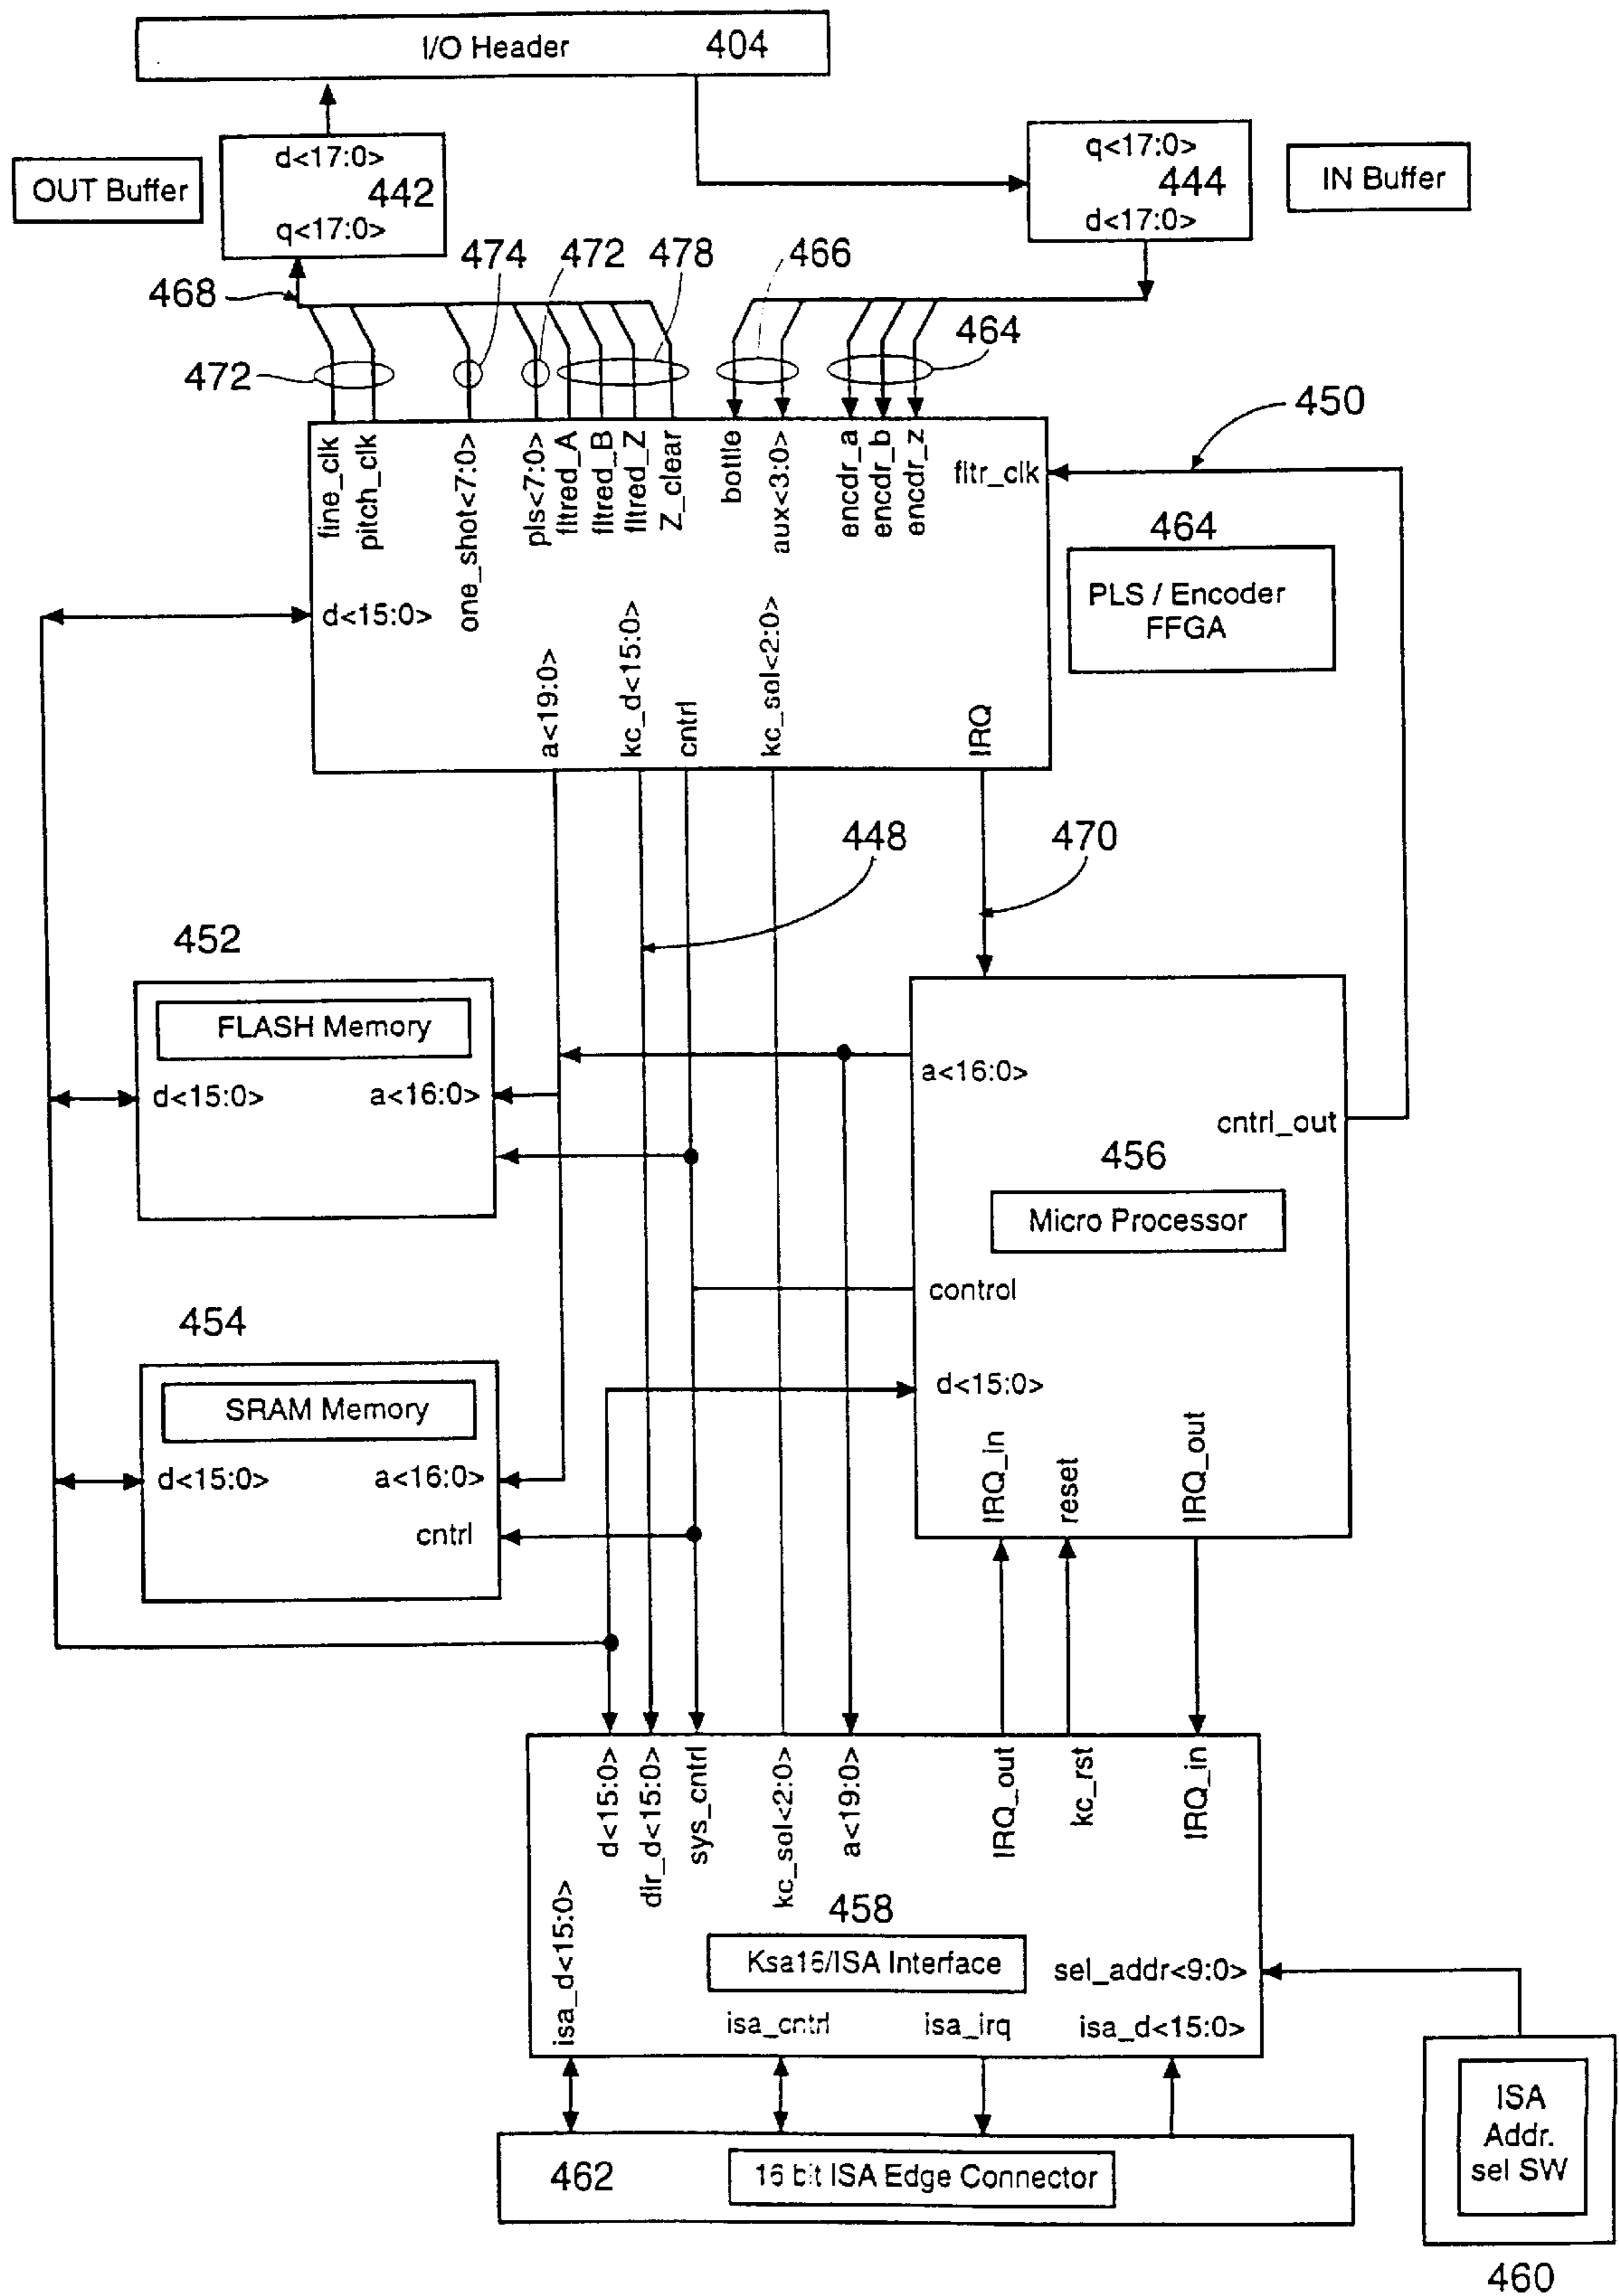 I/O Header 404
d<17:0>
442
q<17:0>
OUT Buffer
q<17:0>
444
d<17:0>
IN Buffer
468
474
472
478
466
464
472
450
fine_clk
pitch_clk
one_shot<7:0>
pls<7:0>
fltred_A
fltred_B
fltred_Z
Z_clear
bottle
aux<3:0>
encdr_a
encdr_b
encdr_z
fltr_clk
464
PLS / Encoder
FFGA
d<15:0>
a<19:0>
kc_d<15:0>
cntrl
kc_sol<2:0>
IRQ
448
470
452
FLASH Memory
d<15:0>
a<16:0>
a<16:0>
cntrl_out
456
Micro Processor
control
d<15:0>
IRQ_in
reset
IRQ_out
454
SRAM Memory
d<15:0>
a<16:0>
cntrl
d<15:0>
dir_d<15:0>
sys_cntrl
kc_sol<2:0>
a<19:0>
IRQ_out
kc_rst
IRQ_in
isa_d<15:0>
458
Ksa16/ISA Interface
sel_addr<9:0>
isa_cntrl
isa_irq
isa_d<15:0>
462
16 bit ISA Edge Connector
ISA
Addr.
sel SW
460